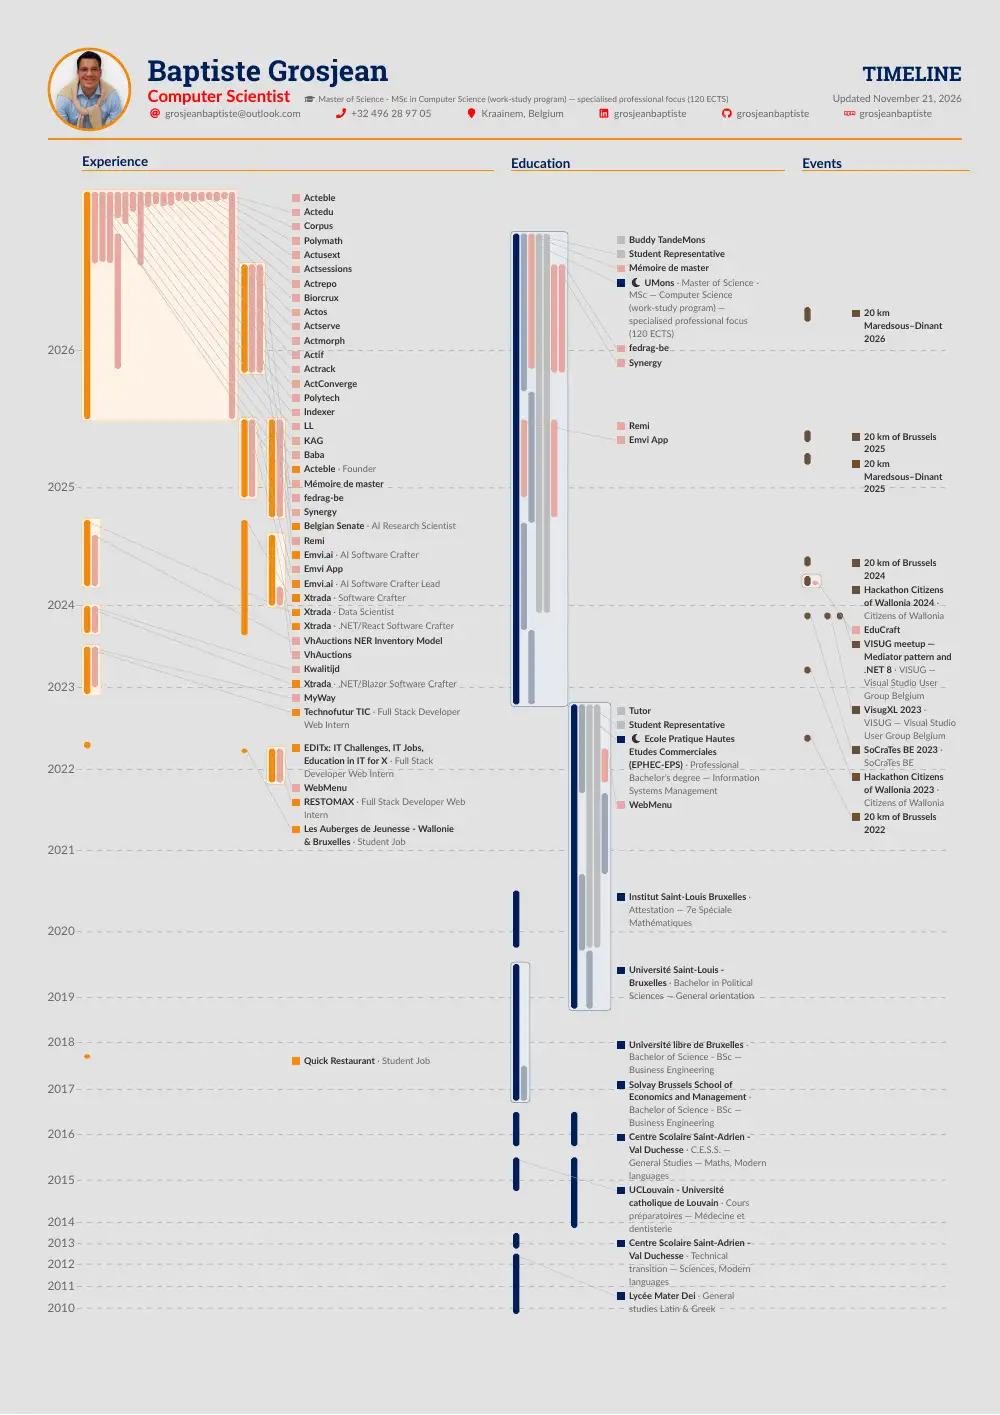 Baptiste Grosjean
TIMELINE
Computer Scientist
Master of Science - MSc in Computer Science (work-study program) — specialised professional focus (120 ECTS)
Updated November 21, 2026
grosjeanbaptiste@outlook.com
+32 496 28 97 05
Kraainem, Belgium
grosjeanbaptiste
grosjeanbaptiste
grosjeanbaptiste
Experience
2026
2025
2024
2023
2022
2021
2020
2019
2018
2017
2016
2015
2014
2013
2012
2011
2010
Acteble
Actedu
Corpus
Polymath
Actusext
Actsessions
Actrepo
Biorcrux
Actos
Actserve
Actmorph
Actif
Actrack
ActConverge
Polytech
Indexer
LL
KAG
Baba
Acteble · Founder
Mémoire de master
fedrag-be
Synergy
Belgian Senate · AI Research Scientist
Remi
Emvi.ai · AI Software Crafter
Emvi App
Emvi.ai · AI Software Crafter Lead
Xtrada · Software Crafter
Xtrada · Data Scientist
Xtrada · .NET/React Software Crafter
VhAuctions NER Inventory Model
VhAuctions
Kwalitijd
Xtrada · .NET/Blazor Software Crafter
MyWay
Technofutur TIC · Full Stack Developer
Web Intern
EDITx: IT Challenges, IT Jobs,
Education in IT for X · Full Stack
Developer Web Intern
WebMenu
RESTOMAX · Full Stack Developer Web
Intern
Les Auberges de Jeunesse - Wallonie
& Bruxelles · Student Job
Quick Restaurant · Student Job
Education
Buddy TandeMons
Student Representative
Mémoire de master
UMons · Master of Science -
MSc — Computer Science
(work-study program) —
specialised professional focus
(120 ECTS)
fedrag-be
Synergy
Remi
Emvi App
Tutor
Student Representative
Ecole Pratique Hautes
Etudes Commerciales
(EPHEC-EPS) · Professional
Bachelor's degree — Information
Systems Management
WebMenu
Institut Saint-Louis Bruxelles ·
Attestation — 7e Spéciale
Mathématiques
Université Saint-Louis -
Bruxelles · Bachelor in Political
Sciences — General orientation
Université libre de Bruxelles ·
Bachelor of Science - BSc —
Business Engineering
Solvay Brussels School of
Economics and Management ·
Bachelor of Science - BSc —
Business Engineering
Centre Scolaire Saint-Adrien -
Val Duchesse · C.E.S.S. —
General Studies — Maths, Modern
languages
UCLouvain - Université
catholique de Louvain · Cours
préparatoires — Médecine et
dentisterie
Centre Scolaire Saint-Adrien -
Val Duchesse · Technical
transition — Sciences, Modern
languages
Lycée Mater Dei · General
studies Latin & Greek
Events
20 km
Maredsous–Dinant
2026
20 km of Brussels
2025
20 km
Maredsous–Dinant
2025
20 km of Brussels
2024
Hackathon Citizens
of Wallonia 2024 ·
Citizens of Wallonia
EduCraft
VISUG meetup —
Mediator pattern and
.NET 8 · VISUG —
Visual Studio User
Group Belgium
VisugXL 2023 ·
VISUG — Visual Studio
User Group Belgium
SoCraTes BE 2023 ·
SoCraTes BE
Hackathon Citizens
of Wallonia 2023 ·
Citizens of Wallonia
20 km of Brussels
2022